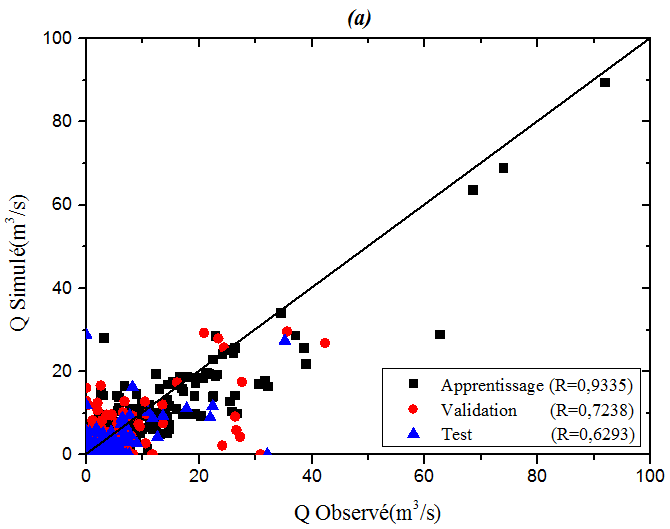 (a)
100
80
60
40
20
0
Q Simulé(m³/s)
Apprentissage (R=0,9335)
Validation (R=0,7238)
Test (R=0,6293)
0 20 40 60 80 100
Q Observé(m³/s)